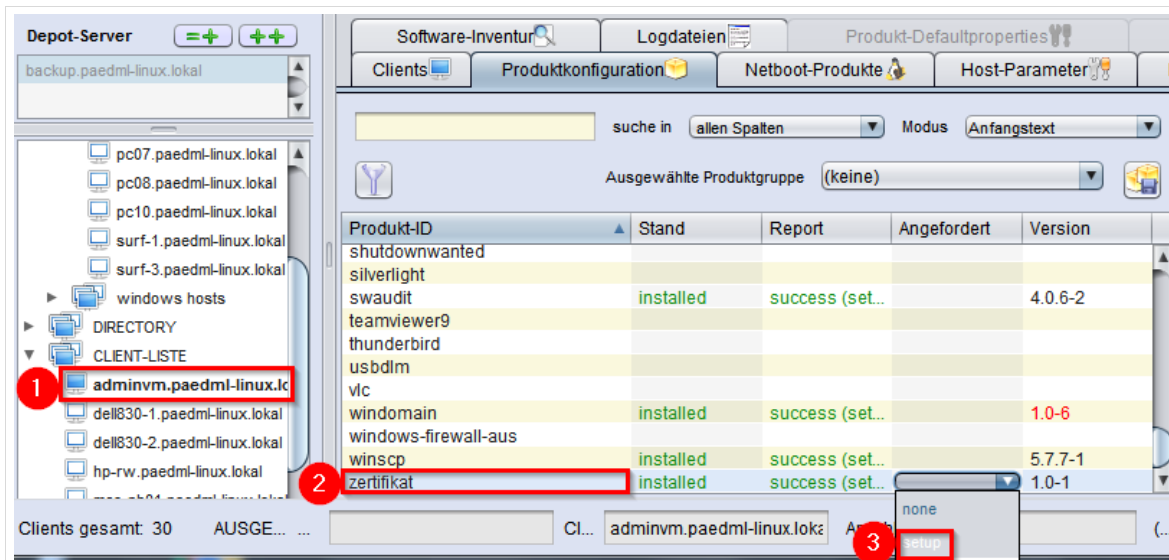 Depot-Server
backup.paedml-linux.lokal
pc07.paedml-linux.lokal
pc08.paedml-linux.lokal
pc10.paedml-linux.lokal
surf-1.paedml-linux.lokal
surf-3.paedml-linux.lokal
windows hosts
DIRECTORY
CLIENT-LISTE
1
adminvm.paedml-linux.lo
dell830-1.paedml-linux.lokal
dell830-2.paedml-linux.lokal
hp-rw.paedml-linux.lokal
Software-Inventur
Logdateien
Produkt-Defaultproperties
Clients
Produktkonfiguration
Netboot-Produkte
Host-Parameter
suche in allen Spalten Modus Anfangstext
Ausgewählte Produktgruppe (keine)
Produkt-ID Stand Report Angefordert Version
shutdownwanted
silverlight
swaudit installed success (set... 4.0.6-2
teamviewer9
thunderbird
usbdlm
vlc
windomain installed success (set... 1.0-6
windows-firewall-aus
winscp installed success (set... 5.7.7-1
2 zertifikat installed success (set... 1.0-1
none
3 setup
Clients gesamt: 30 AUSGE... ... Cl... adminvm.paedml-linux.loka (..